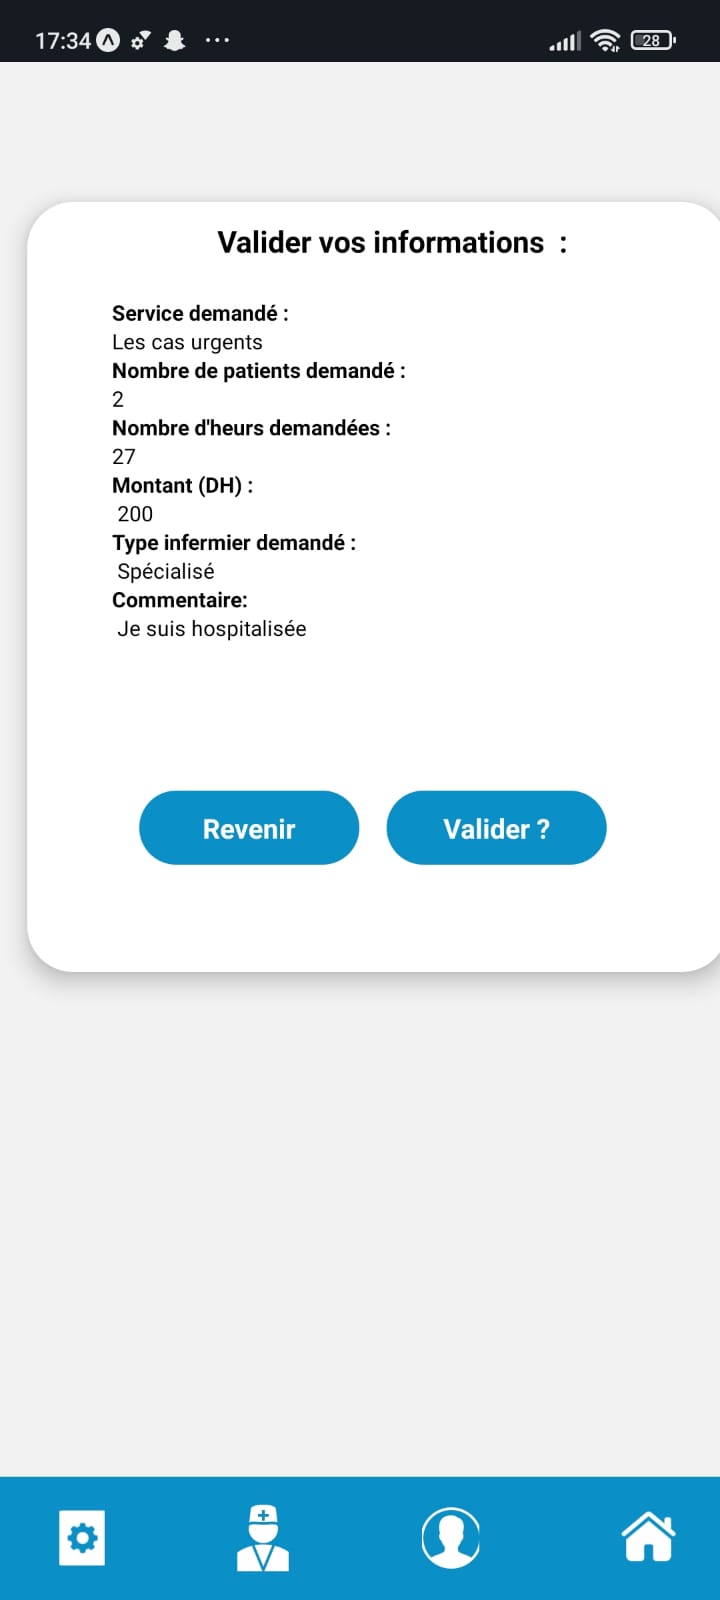 17:34
28
Valider vos informations :
Service demandé :
Les cas urgents
Nombre de patients demandé :
2
Nombre d'heurs demandées :
27
Montant (DH) :
200
Type infermier demandé :
Spécialisé
Commentaire:
Je suis hospitalisée
Revenir
Valider ?